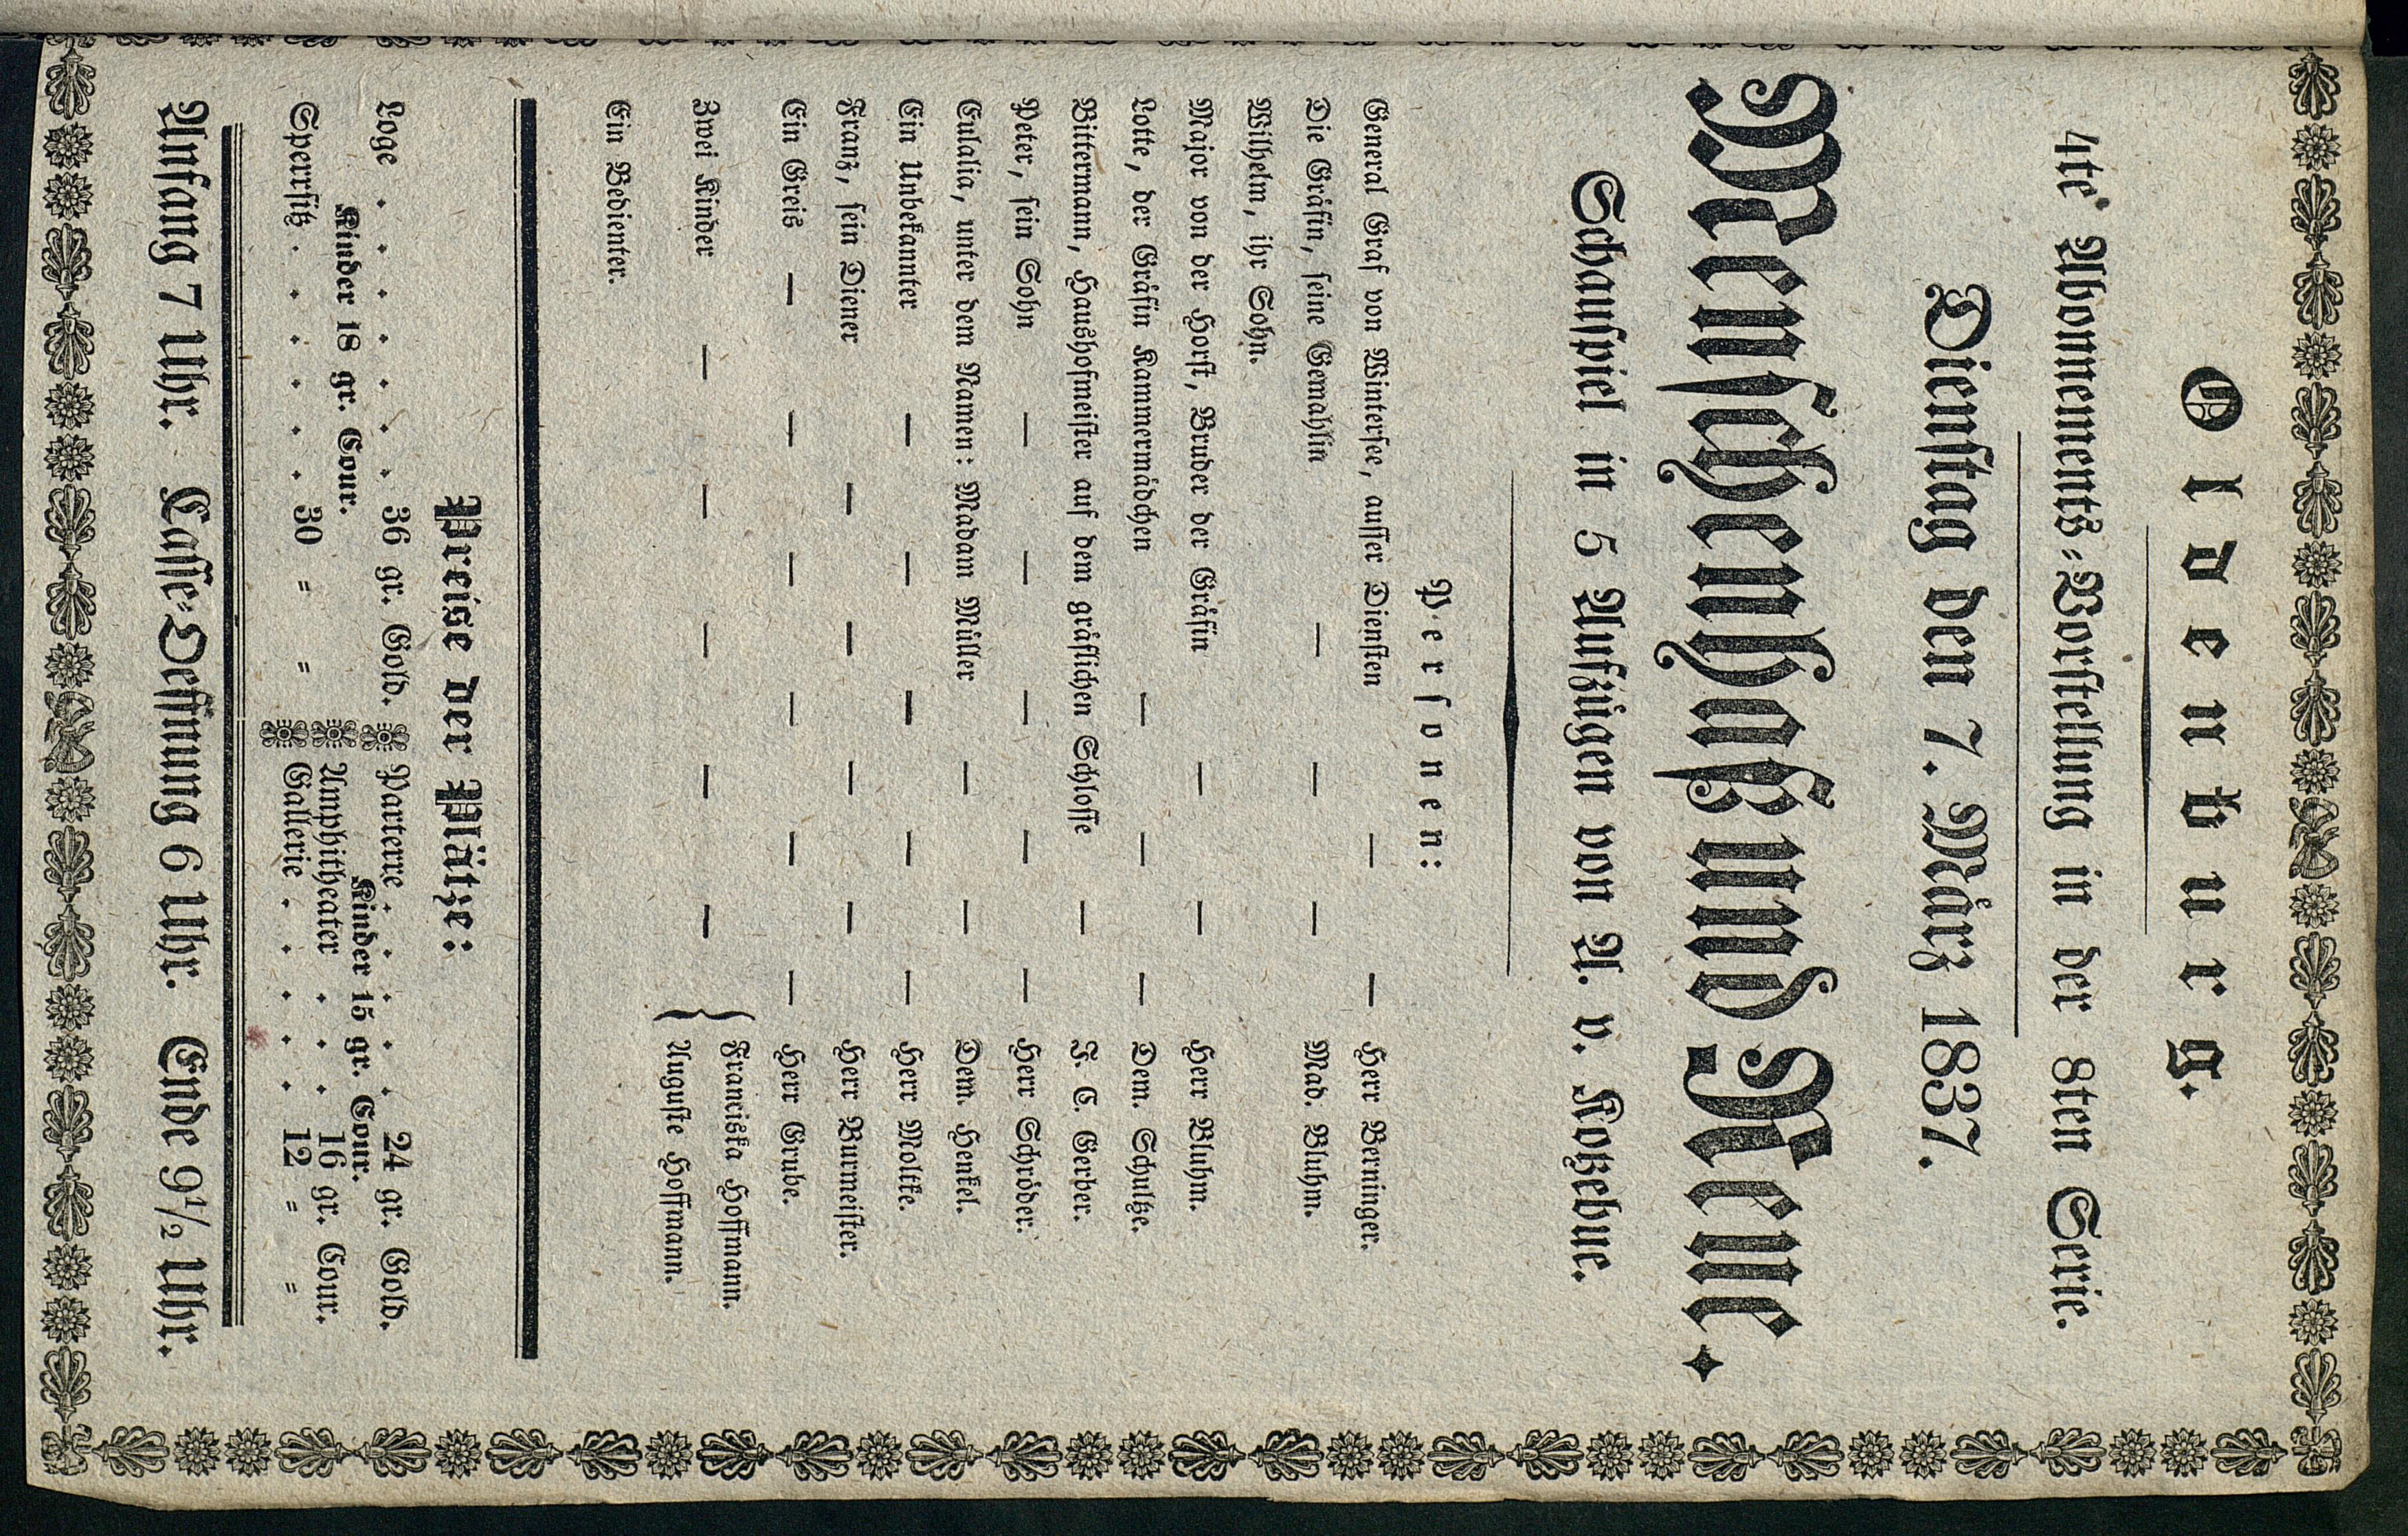 Oldenburg.
4te Abonnements-Vorstellung in der 8ten Serie.
Dienstag den 7. März 1837.
Menschenhaß und Reue.
Schauspiel in 5 Aufzügen von A. v. Kotzebue.
Personen:
General Graf von Wintersee, ausser Diensten — — Herr Berninger.
Die Gräfin, seine Gemahlin — — — Mad. Bluhm.
Wilhelm, ihr Sohn.
Major von der Horst, Bruder der Gräfin — — Herr Bluhm.
Lotte, der Gräfin Kammermädchen — — — Dem. Schultze.
Bittermann, Haushofmeister auf dem gräflichen Schlosse — F. C. Gerber.
Peter, sein Sohn — — — — — Herr Schröder.
Eulalia, unter dem Namen: Madam Müller — — Dem. Henkel.
Ein Unbekannter — — — — — Herr Moltke.
Franz, sein Diener — — — — Herr Burmeister.
Ein Greis — — — — — — Herr Grube.
Zwei Kinder — — — — — { Franciska Hoffmann.
Auguste Hoffmann.
Ein Bedienter.
Preise der Plätze:
Loge . . . . . . . 36 gr. Gold.
Kinder 18 gr. Cour.
Sperrsitz . . . . . . 30 = =
Parterre . . . . . 24 gr. Gold.
Kinder 15 gr. Cour.
Amphitheater . . . 16 gr. Cour.
Gallerie . . . . . 12 = =
Anfang 7 Uhr. Casse-Oeffnung 6 Uhr. Ende 9½ Uhr.